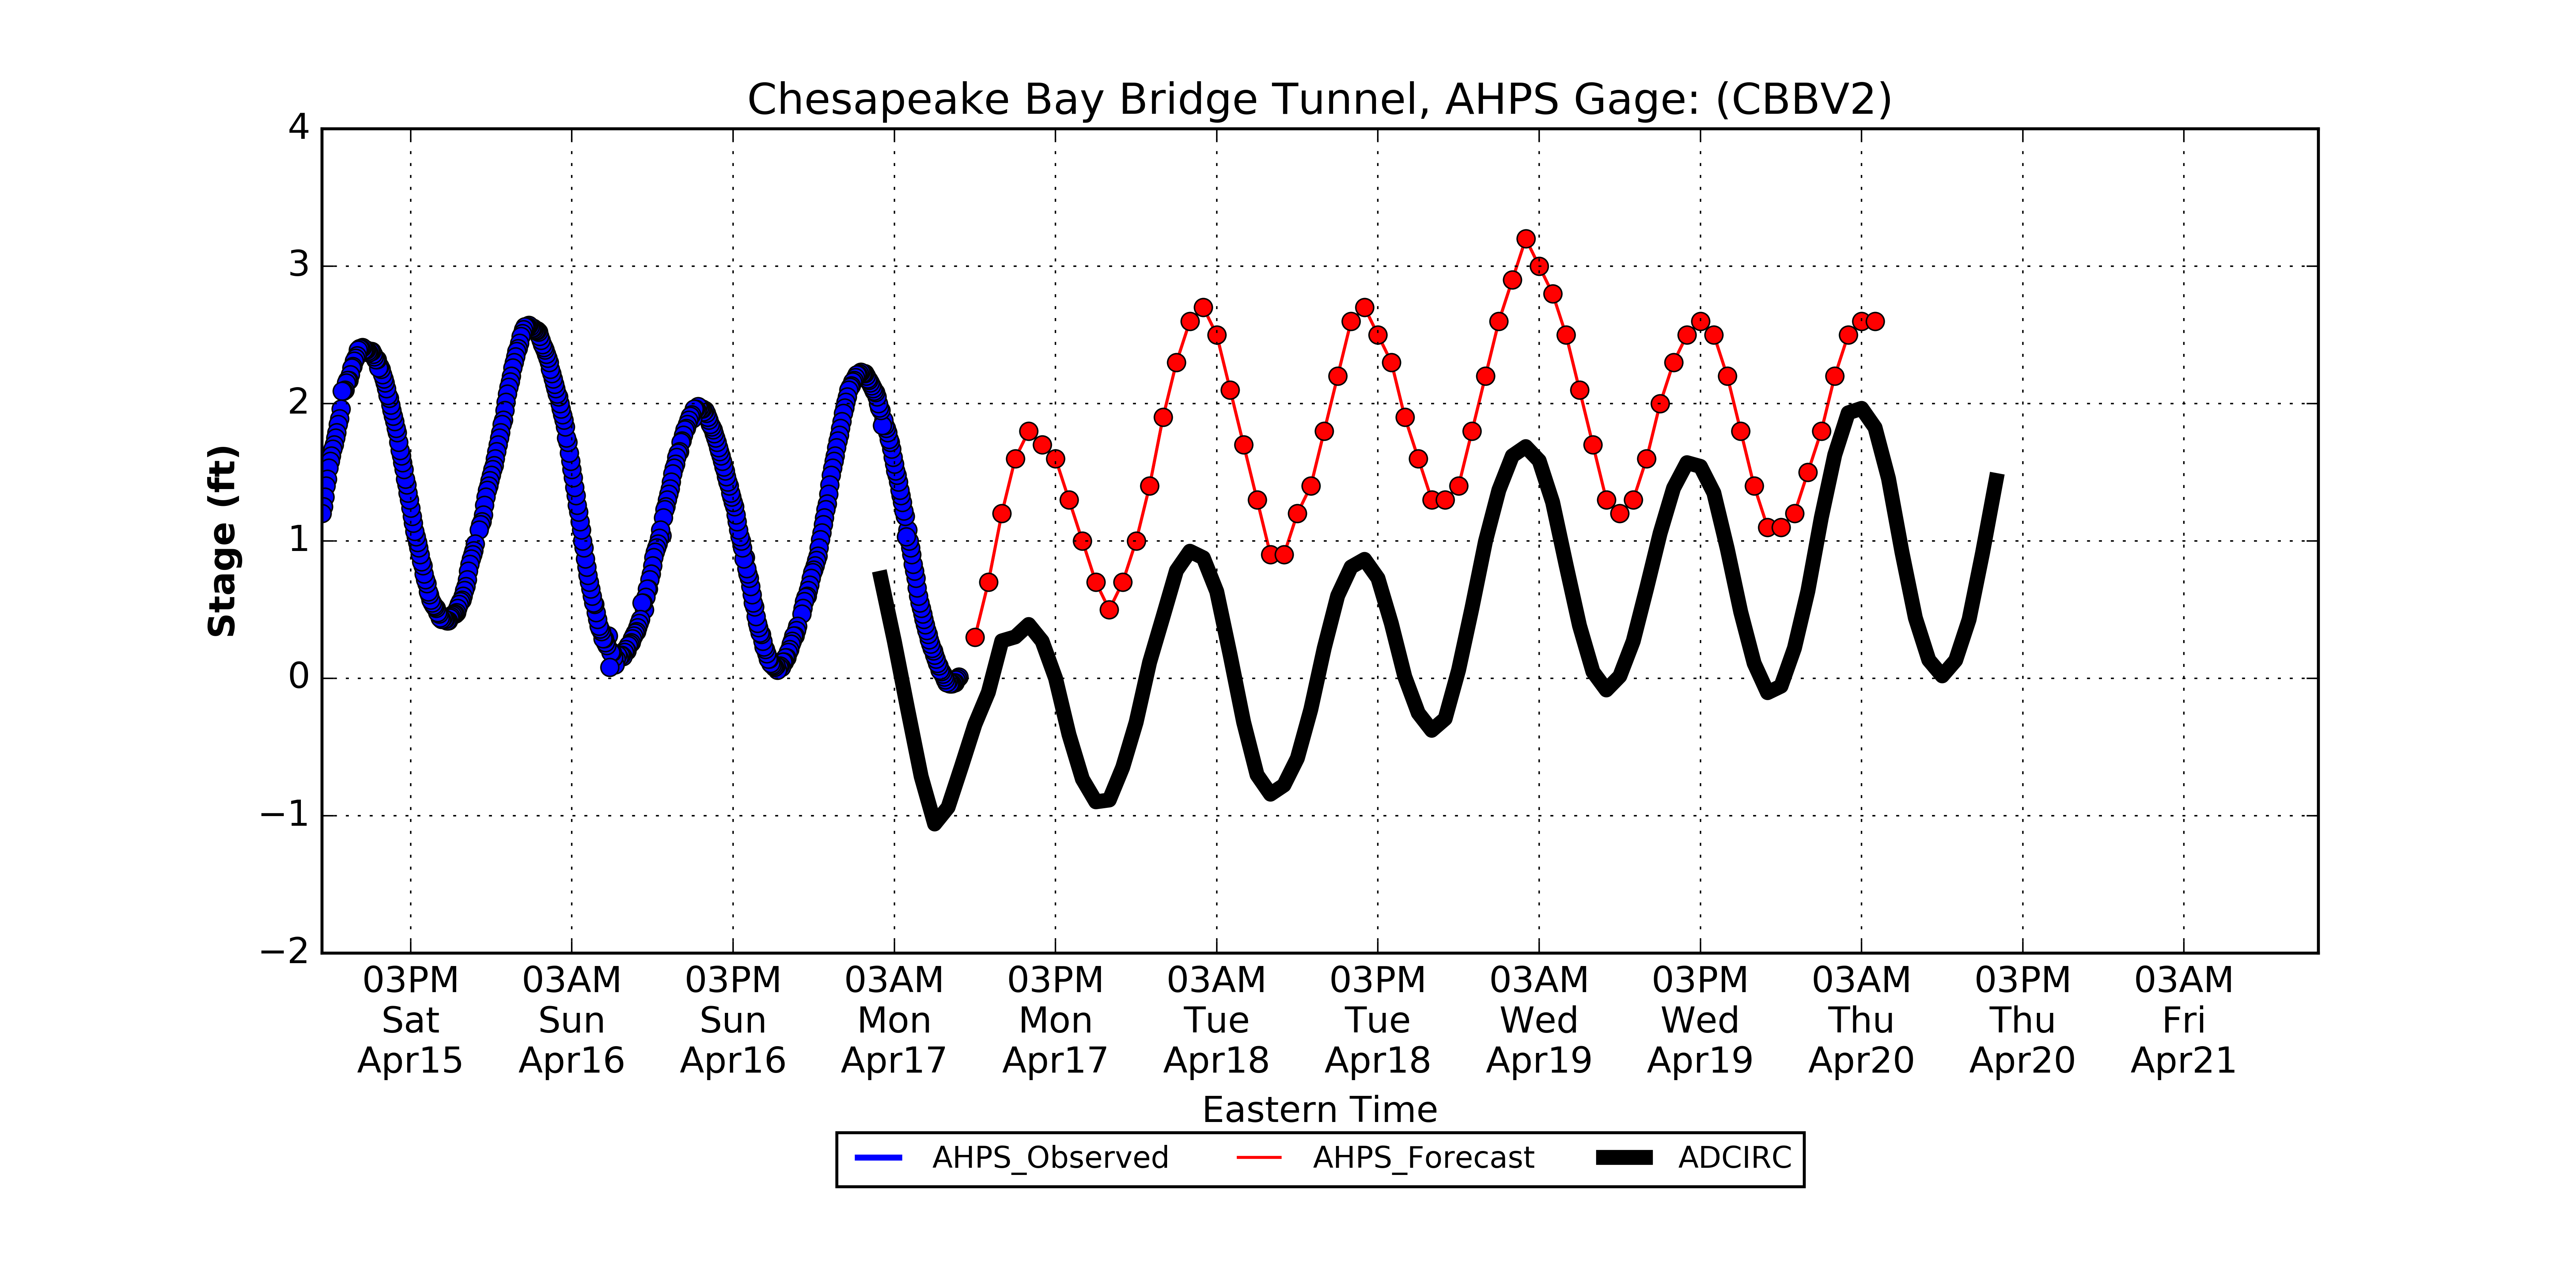 Chesapeake Bay Bridge Tunnel, AHPS Gage: (CBBV2)
4
3
2
1
0
−1
−2
Stage (ft)
03PM 03AM 03PM 03AM 03PM 03AM 03PM 03AM 03PM 03AM 03PM 03AM
Sat Sun Sun Mon Mon Tue Tue Wed Wed Thu Thu Fri
Apr15 Apr16 Apr16 Apr17 Apr17 Apr18 Apr18 Apr19 Apr19 Apr20 Apr20 Apr21
Eastern Time
AHPS_Observed AHPS_Forecast ADCIRC